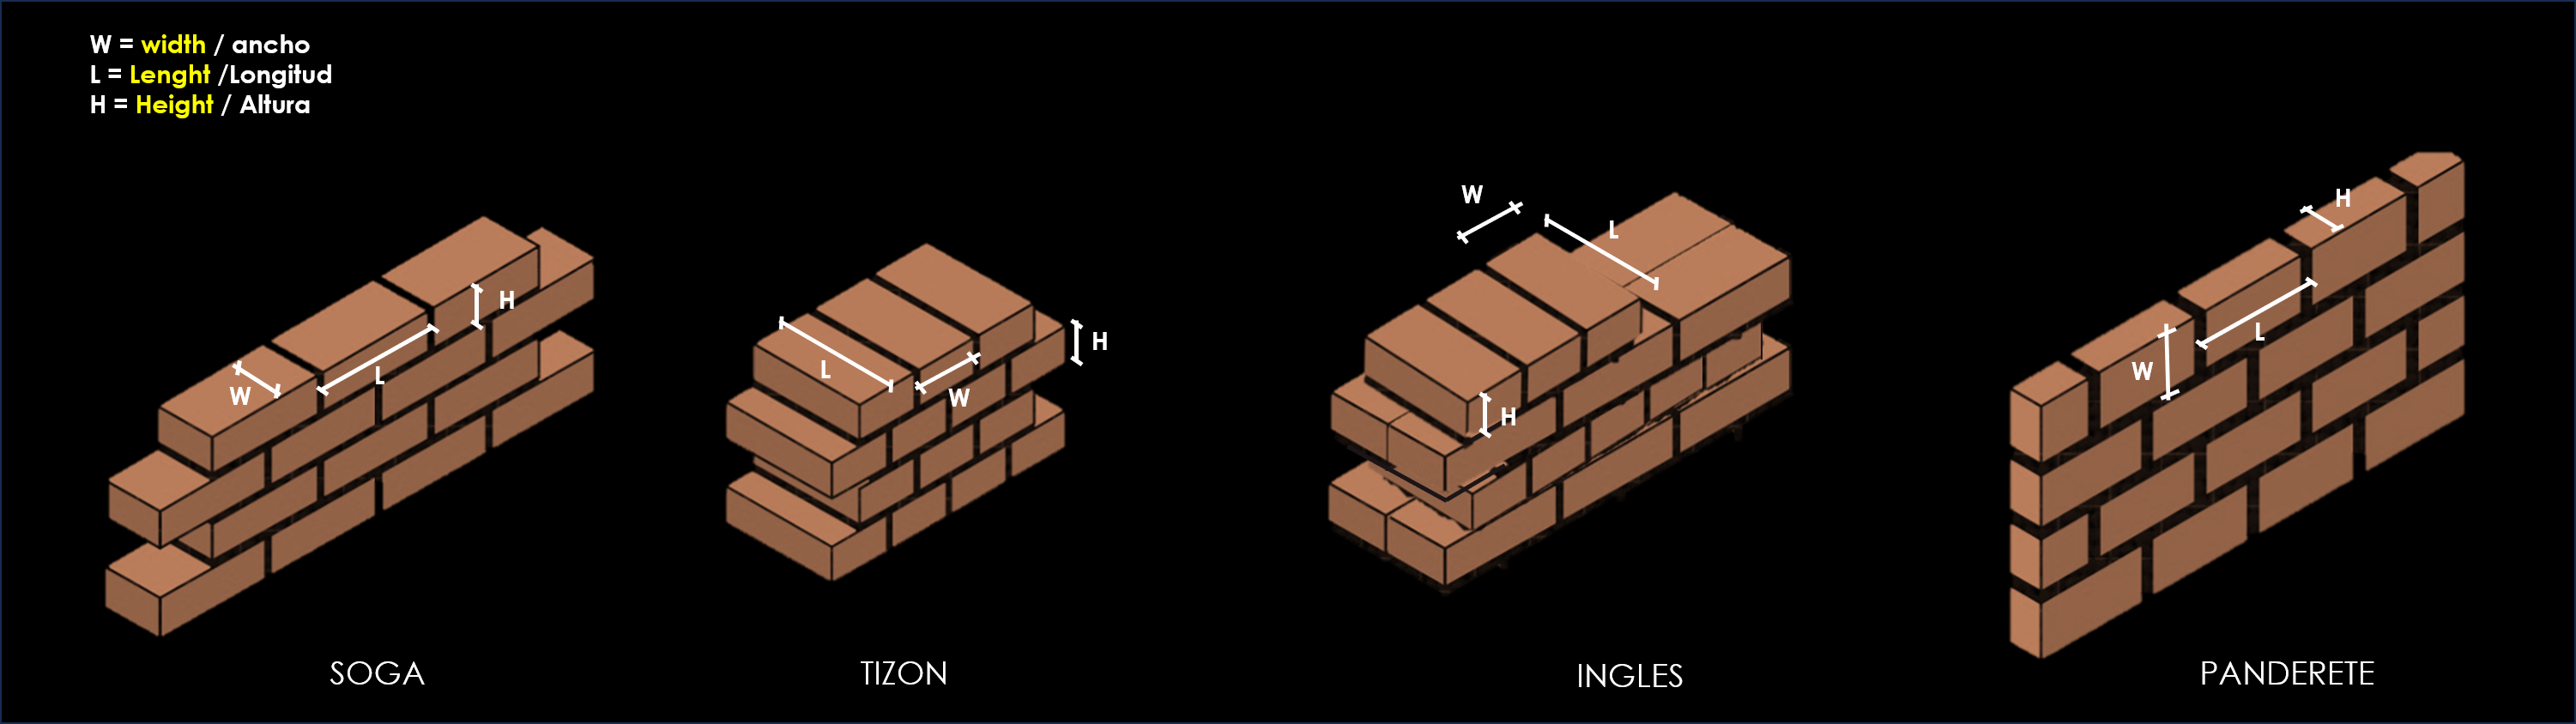 W = width / ancho
L = Lenght /Longitud
H = Height / Altura
W
L
H
L
W
H
W
L
H
H
L
W
SOGA
TIZON
INGLES
PANDERETE